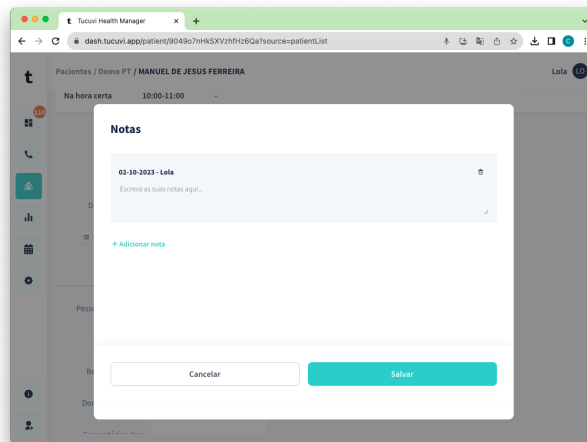 t Tucuvi Health Manager × +
dash.tucuvi.app/patient/9049o7nHkSXVzhfHz6Qa?source=patientList C
t Pacientes / Demo PT / MANUEL DE JESUS FERREIRA Lola LO
Na hora certa 10:00-11:00 -
110
Notas
02-10-2023 - Lola
Escreva as suas notas aqui...
+ Adicionar nota
Cancelar Salvar